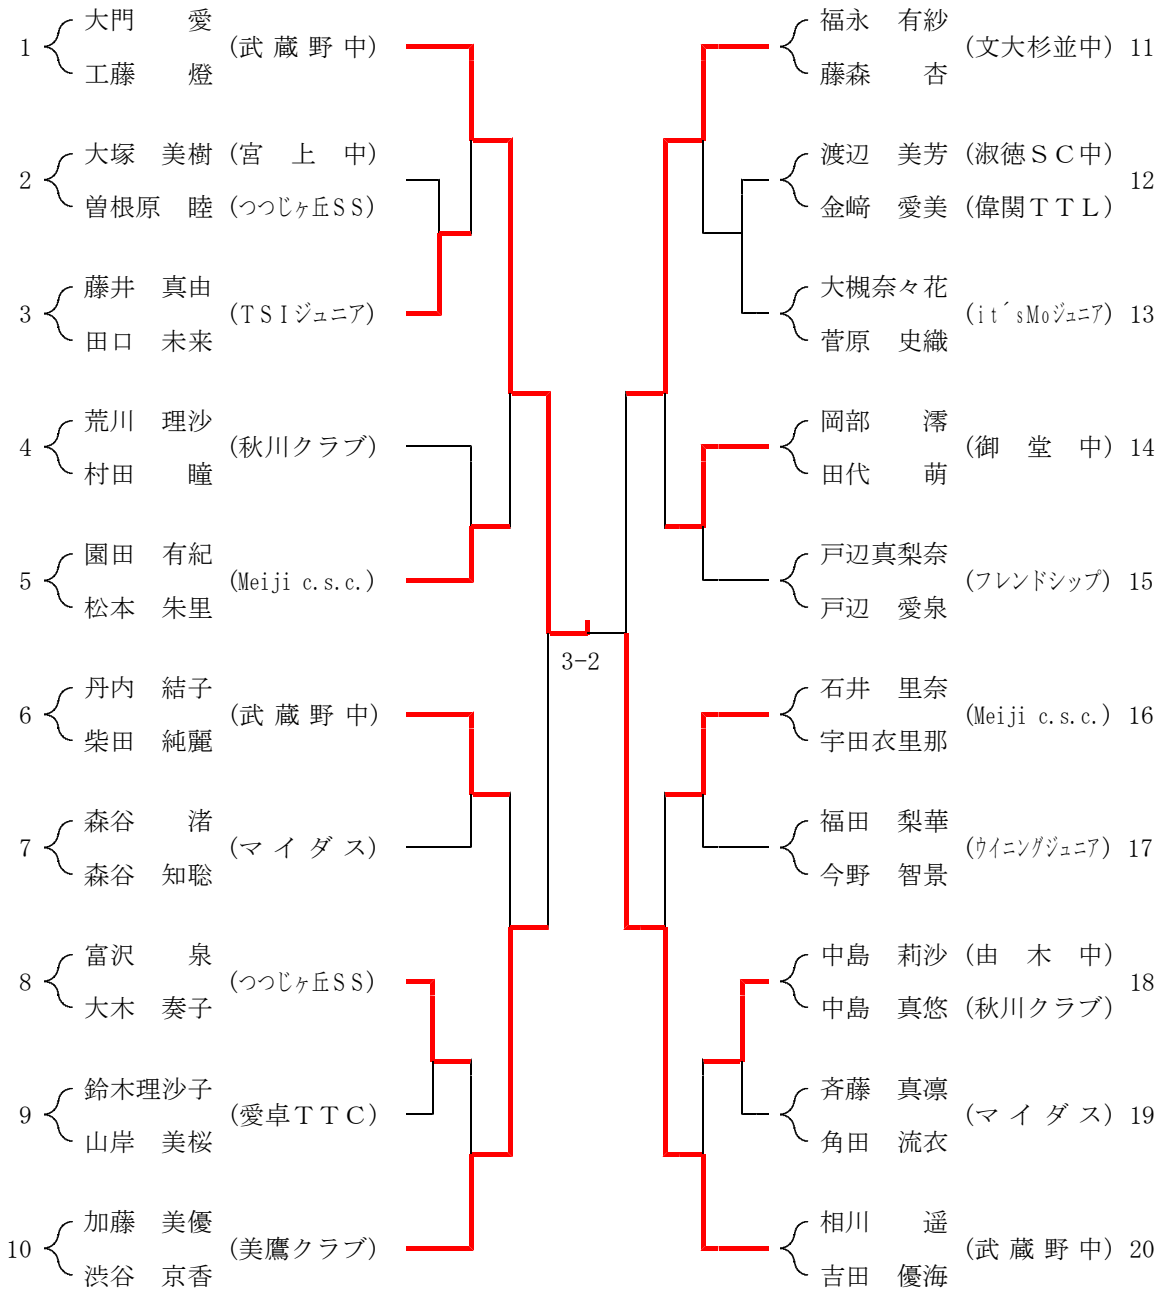 大門　愛
1 (武蔵野中)
工藤　燈
大塚　美樹 (宮上中)
2
曽根原　睦 (つつじヶ丘SS)
藤井　真由
3 (TSIジュニア)
田口　未来
荒川　理沙
4 (秋川クラブ)
村田　瞳
園田　有紀
5 (Meiji c.s.c.)
松本　朱里
丹内　結子
6 (武蔵野中)
柴田　純麗
森谷　渚
7 (マイダス)
森谷　知聡
富沢　泉
8 (つつじヶ丘SS)
大木　奏子
鈴木理沙子
9 (愛卓TTC)
山岸　美桜
加藤　美優
10 (美鷹クラブ)
渋谷　京香
3-2
福永　有紗
(文大杉並中) 11
藤森　杏
渡辺　美芳 (淑徳SC中)
12
金﨑　愛美 (偉関TTL)
大槻奈々花
(it´sMoジュニア) 13
菅原　史織
岡部　澪
(御堂中) 14
田代　萌
戸辺真梨奈
(フレンドシップ) 15
戸辺　愛泉
石井　里奈
(Meiji c.s.c.) 16
宇田衣里那
福田　梨華
(ウイニングジュニア) 17
今野　智景
中島　莉沙 (由木中)
18
中島　真悠 (秋川クラブ)
斉藤　真凛
(マイダス) 19
角田　流衣
相川　遥
(武蔵野中) 20
吉田　優海